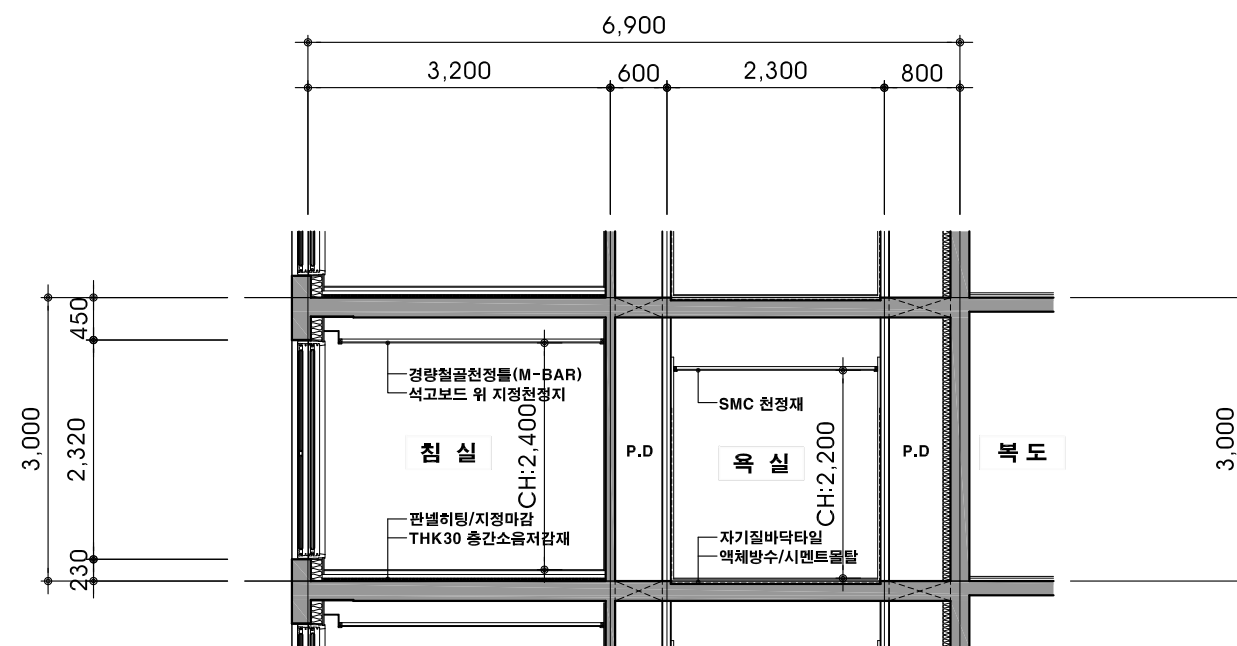 6,900
3,200
600
2,300
800
450
2,320
230
3,000
경량철골천정틀(M-BAR)
석고보드 위 지정천정지
침 실
CH:2,400
판넬히팅/지정마감
THK30 층간소음저감재
P.D
SMC 천정재
욕 실
CH:2,200
자기질바닥타일
액체방수/시멘트몰탈
P.D
복 도
3,000